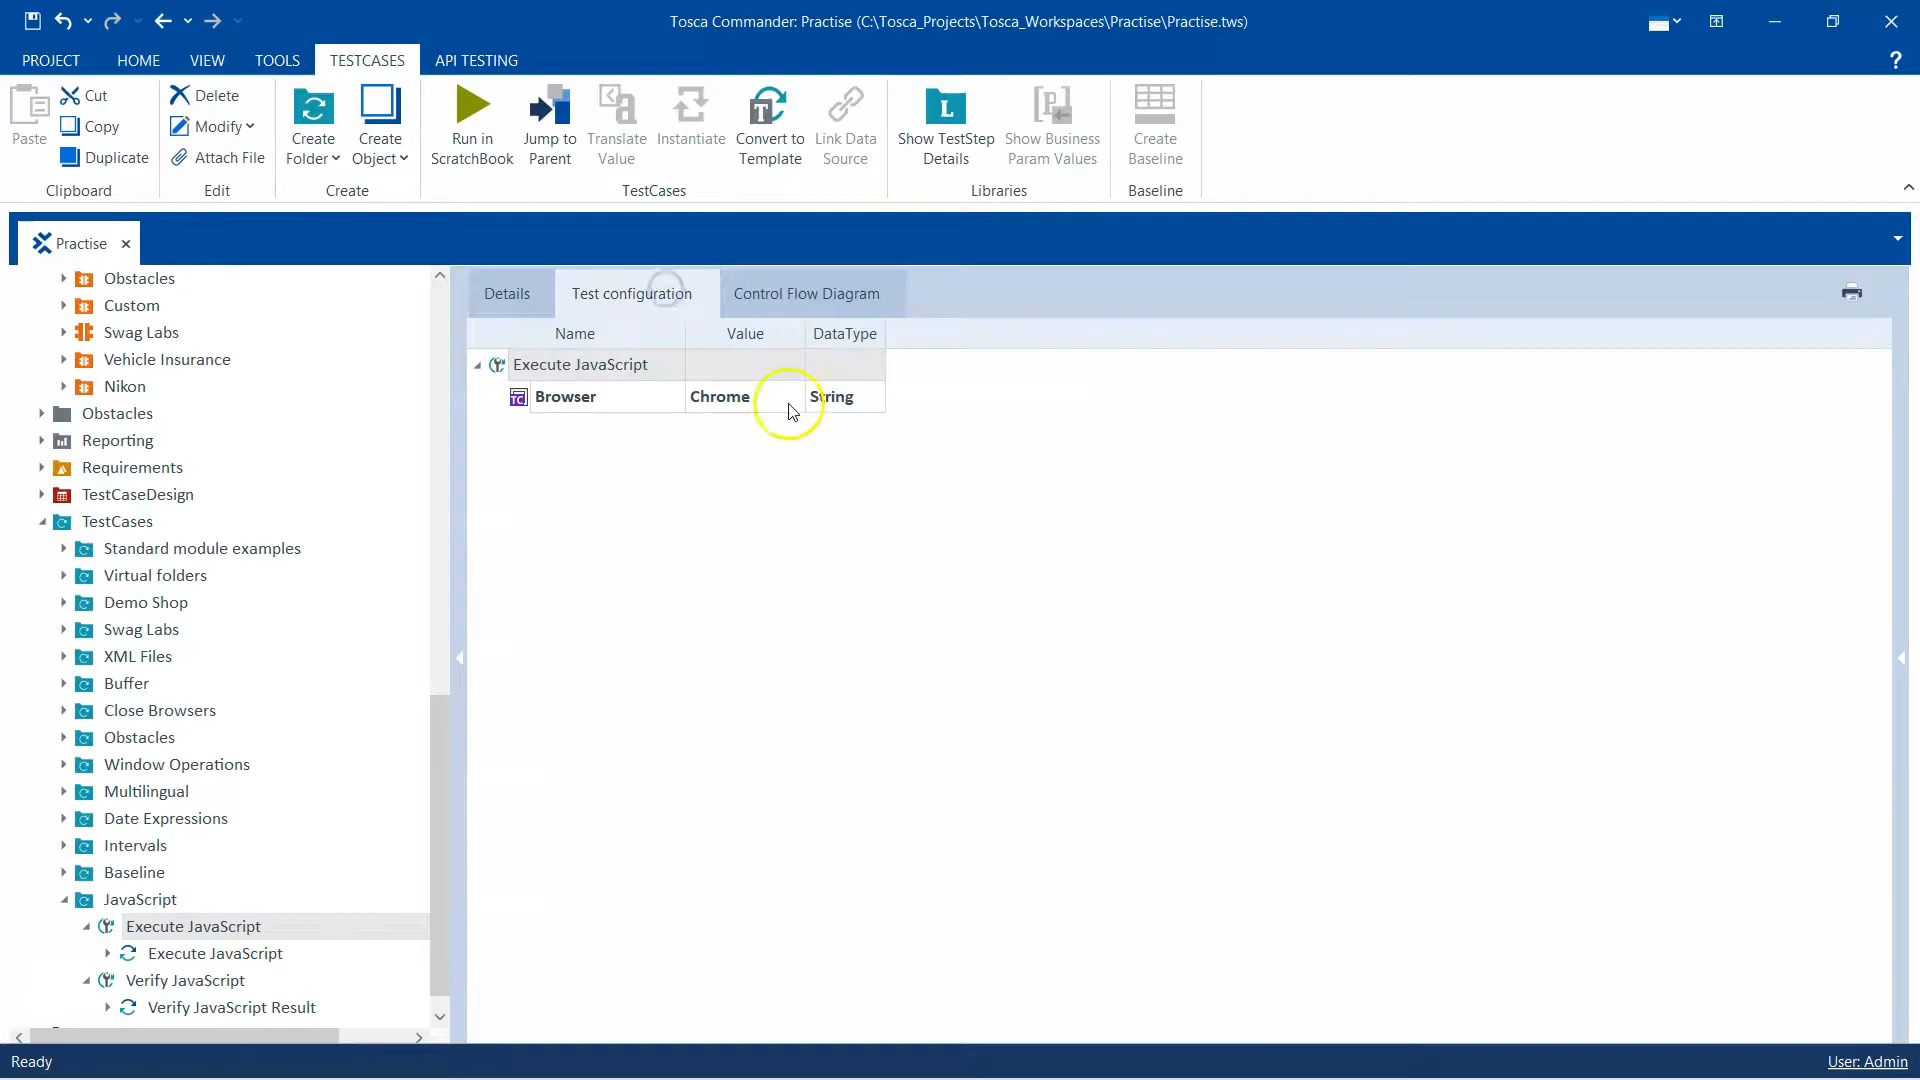 Tosca Commander: Practise (C:\Tosca_Projects\Tosca_Workspaces\Practise\Practise.tws)
PROJECT HOME VIEW TOOLS TESTCASES API TESTING ?
Paste
Cut
Copy
Duplicate
Clipboard
Delete
Modify
Attach File
Edit
Create
Folder
Create
Object
Create
Run in
ScratchBook
Jump to
Parent
Translate
Value
Instantiate
Convert to
Template
Link Data
Source
TestCases
Show TestStep
Details
Show Business
Param Values
Libraries
Create
Baseline
Baseline
Practise
Obstacles
Custom
Swag Labs
Vehicle Insurance
Nikon
Obstacles
Reporting
Requirements
TestCaseDesign
TestCases
Standard module examples
Virtual folders
Demo Shop
Swag Labs
XML Files
Buffer
Close Browsers
Obstacles
Window Operations
Multilingual
Date Expressions
Intervals
Baseline
JavaScript
Execute JavaScript
Execute JavaScript
Verify JavaScript
Verify JavaScript Result
Details Test configuration Control Flow Diagram
Name Value DataType
Execute JavaScript
Browser Chrome String
Ready
User: Admin